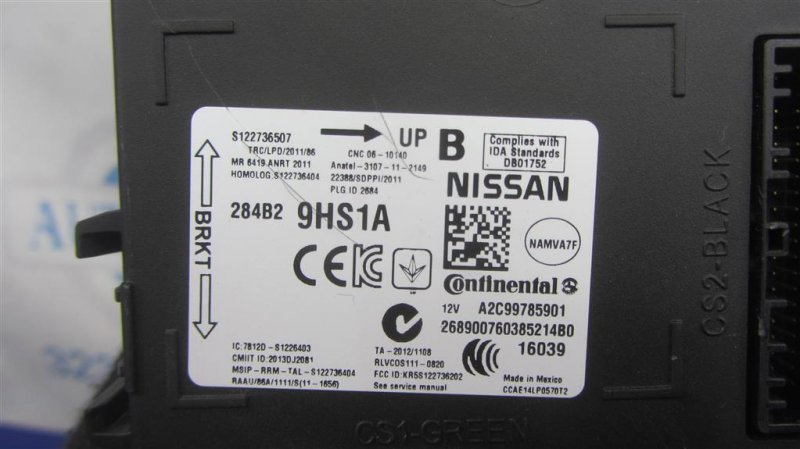 S122736507
TRC/LPD/2011/86
MR 6419 ANRT 2011
HOMOLOG.S122736404
UP B
CNC 06-10140
Anatel-3107-11-2149
22388/SDPPI/2011
PLG.ID 2684
Complies with
IDA Standards
DB01752
NISSAN
284B2 9HS1A
BRKT
NAMVA7F
CE
Continental
12V A2C99785901
268900760385214B0
16039
IC:7812D-S1226403
CMIIT ID:2013DJ2081
MSIP-RRM-TAL-S122736404
RAAU/86A/1111/S(11-1656)
TA-2012/1108
RLVCOS111-0820
FCC ID:KR5S122736202
See service manual
Made in Mexico
CCAE14LP0570T2
CS2-BLACK
CS1-GREEN